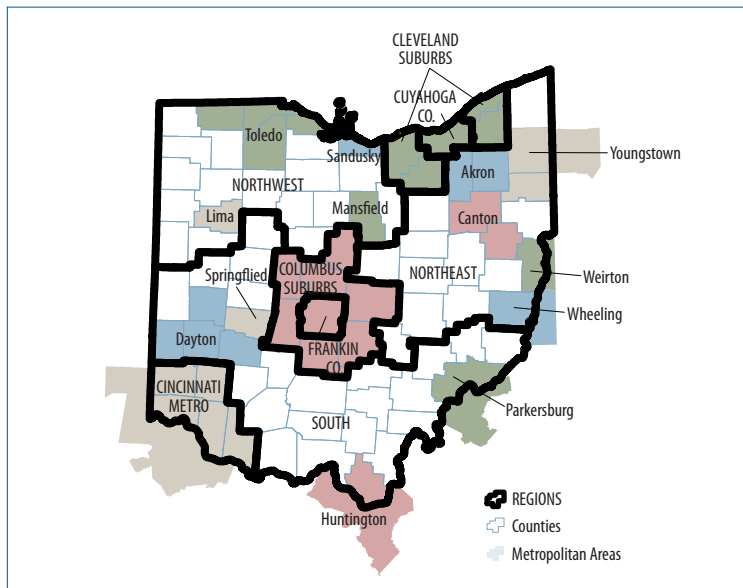 CLEVELAND
SUBURBS
CUYAHOGA
CO.
Toledo
Sandusky
Akron
Youngstown
NORTHWEST
Lima
Mansfield
Canton
Springflied
COLUMBUS
SUBURBS
NORTHEAST
Weirton
Wheeling
Dayton
FRANKIN
CO.
CINCINNATI
METRO
Parkersburg
SOUTH
Huntington
REGIONS
Counties
Metropolitan Areas